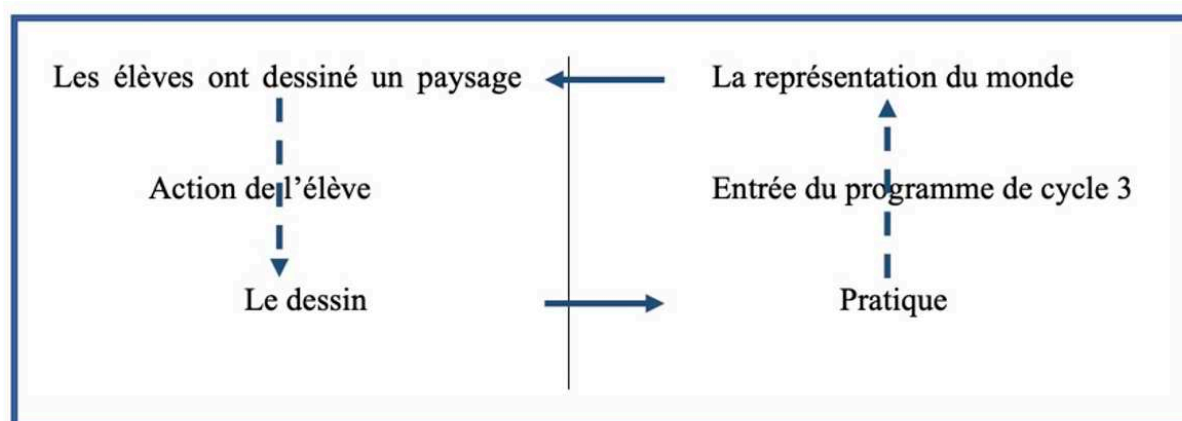 Les élèves ont dessiné un paysage
La représentation du monde
Action de l'élève
Entrée du programme de cycle 3
Le dessin
Pratique